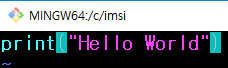 MINGW64:/c/imsi
print("Hello World")
~